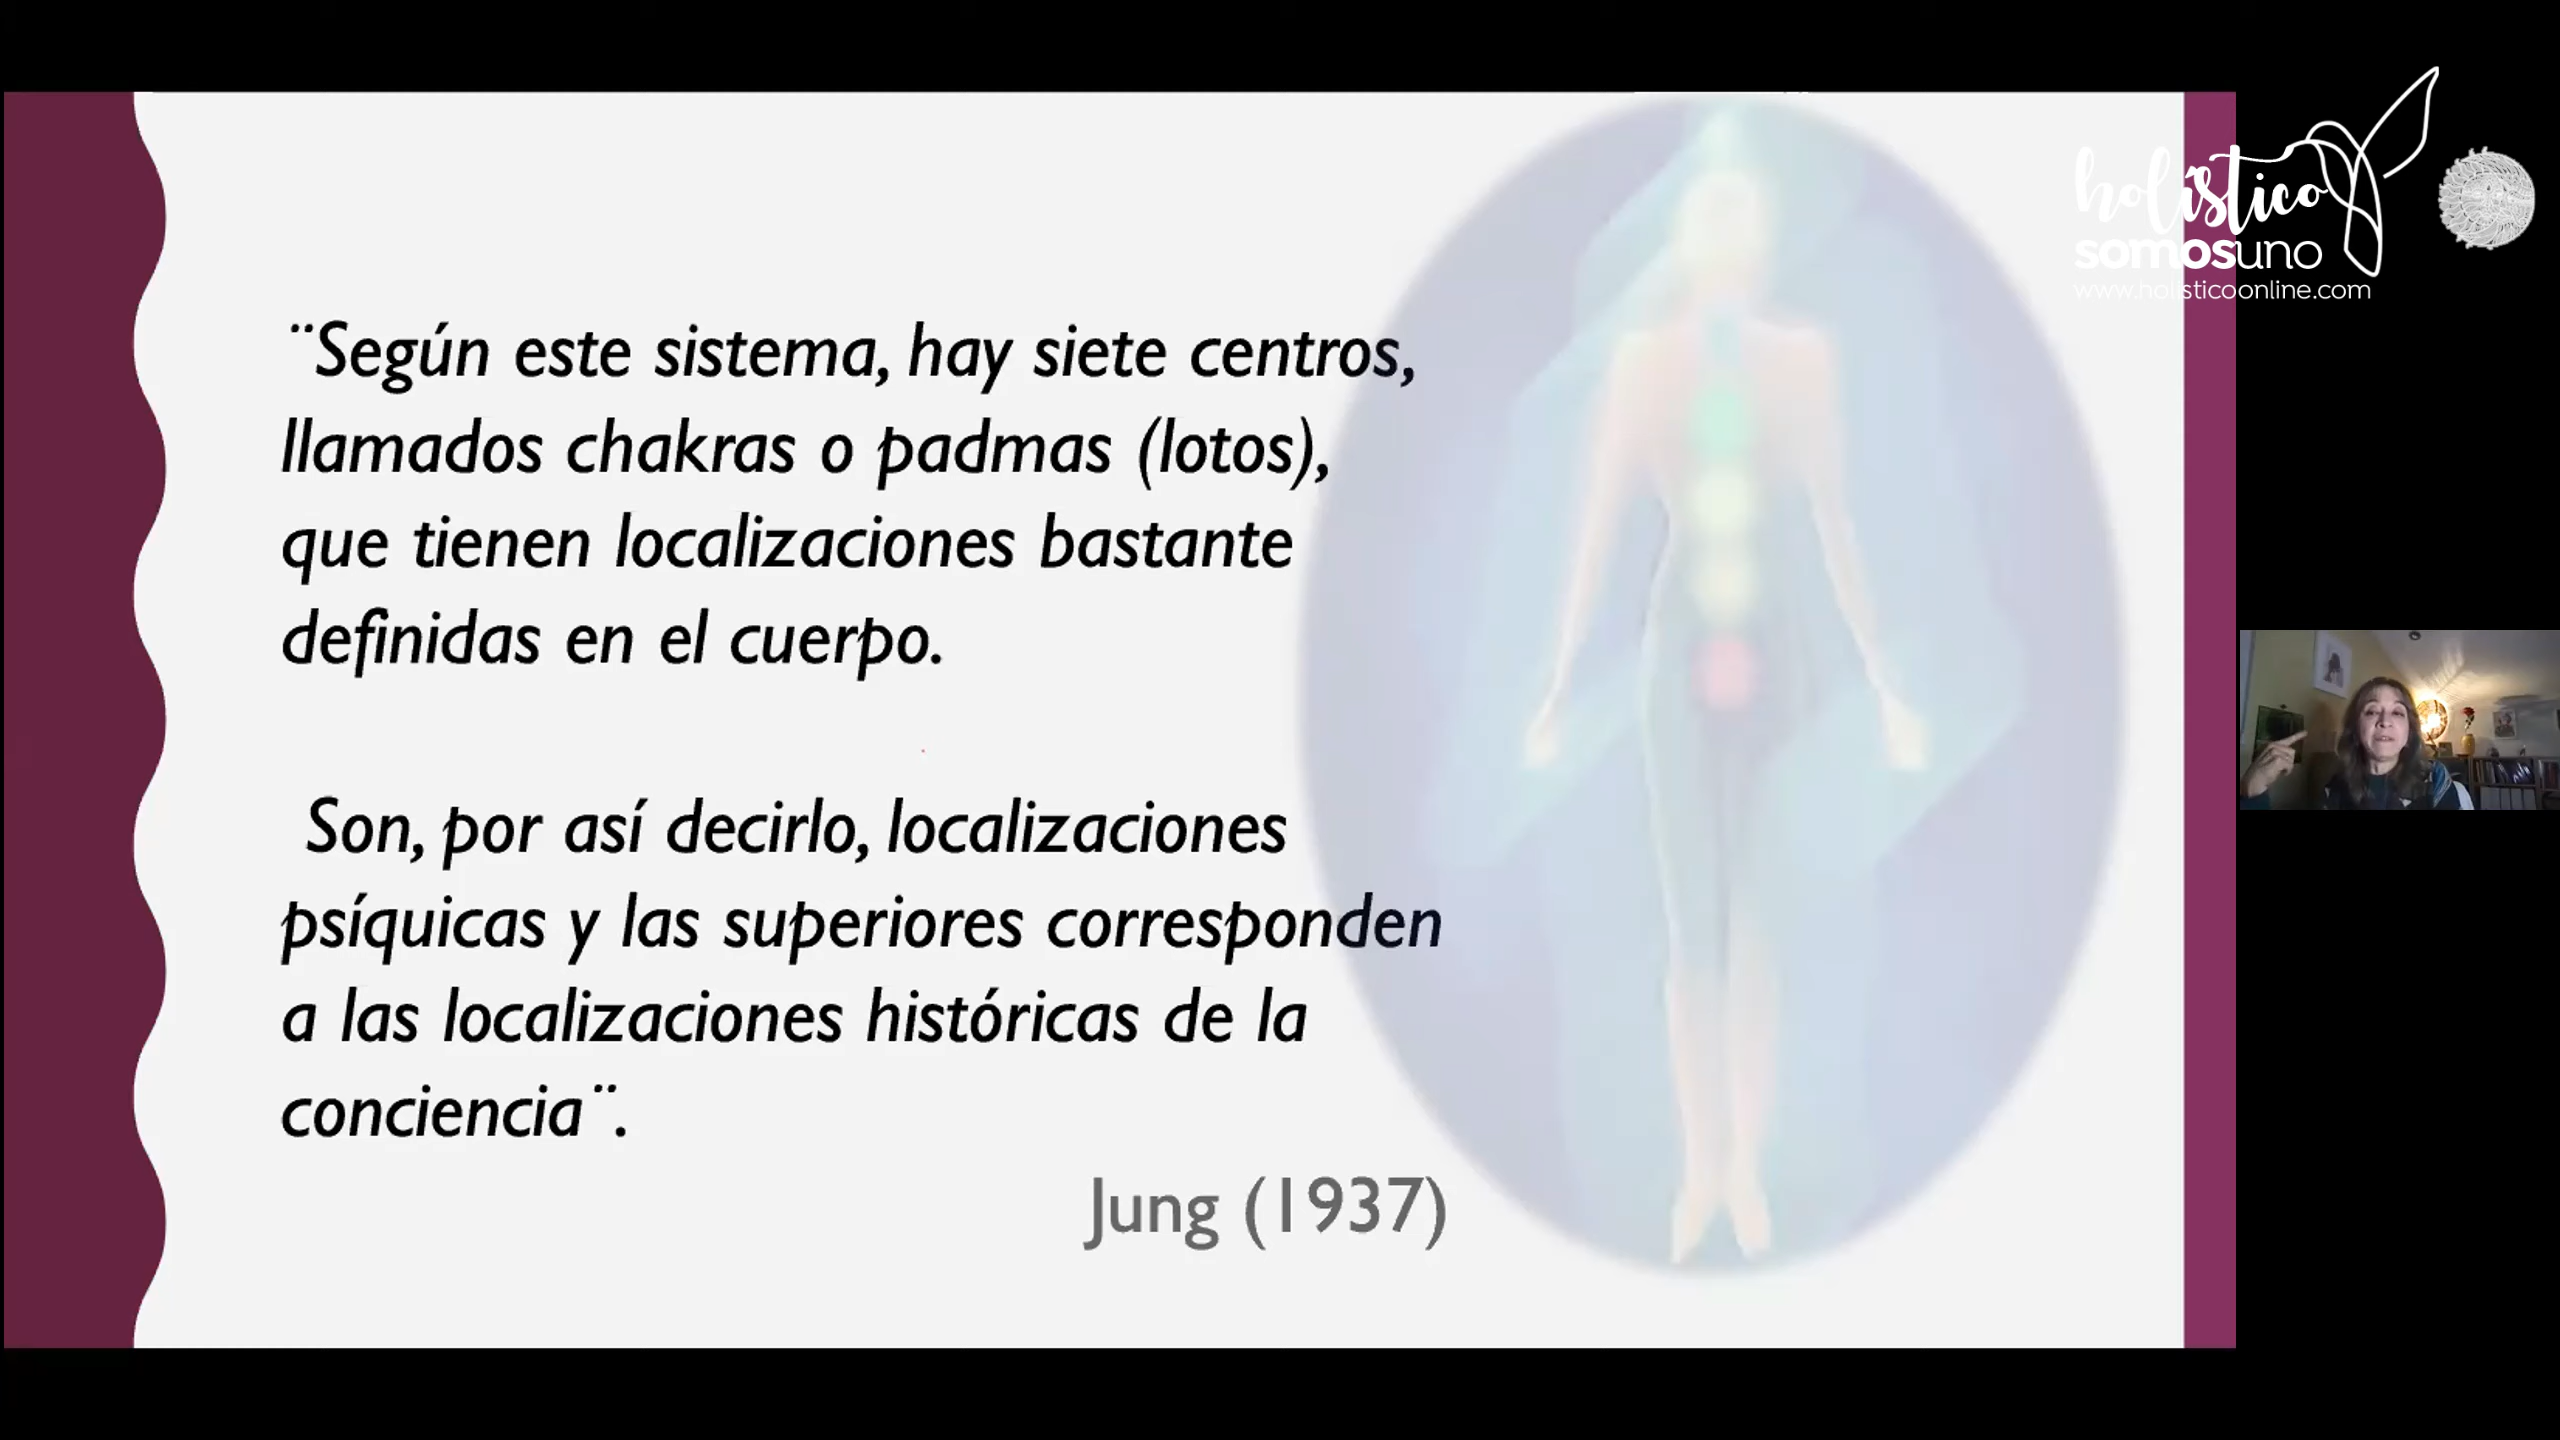 ¨Según este sistema, hay siete centros,
llamados chakras o padmas (lotos),
que tienen localizaciones bastante
definidas en el cuerpo.
Son, por así decirlo, localizaciones
psíquicas y las superiores corresponden
a las localizaciones históricas de la
conciencia¨.
Jung (1937)
holístico
somosuno
www.holisticoonline.com